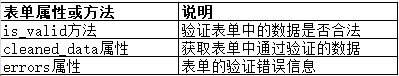 表单属性或方法 说明
is_valid方法 验证表单中的数据是否合法
cleaned_data属性 获取表单中通过验证的数据
errors属性 表单的验证错误信息